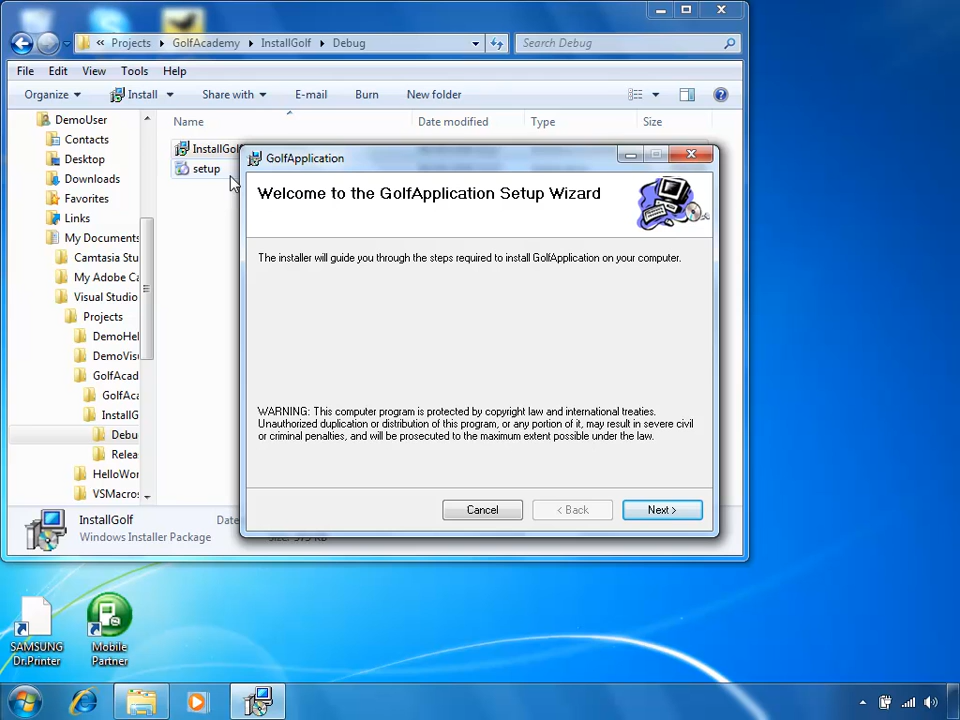 « Projects GolfAcademy InstallGolf Debug
Search Debug
File Edit View Tools Help
Organize Install Share with E-mail Burn New folder
DemoUser
Contacts
Desktop
Downloads
Favorites
Links
My Documents
Camtasia Stu
My Adobe Ca
Visual Studio
Projects
DemoHel
DemoVis
GolfAcad
GolfAca
InstallG
Debu
Relea
HelloWor
VSMacros
Name Date modified Type Size
InstallGolf
setup
GolfApplication
Welcome to the GolfApplication Setup Wizard
The installer will guide you through the steps required to install GolfApplication on your computer.
WARNING: This computer program is protected by copyright law and international treaties.
Unauthorized duplication or distribution of this program, or any portion of it, may result in severe civil
or criminal penalties, and will be prosecuted to the maximum extent possible under the law.
Cancel < Back Next >
InstallGolf Date
Windows Installer Package
SAMSUNG
Dr.Printer
Mobile
Partner